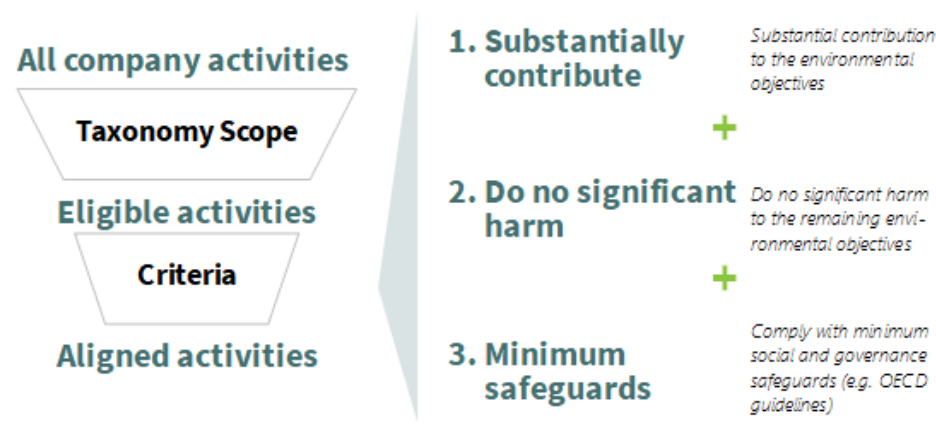 All company activities
Taxonomy Scope
Eligible activities
Criteria
Aligned activities
1. Substantially
contribute
Substantial contribution
to the environmental
objectives
+
2. Do no significant
harm
Do no significant harm
to the remaining envi-
ronmental objectives
+
3. Minimum
safeguards
Comply with minimum
social and governance
safeguards (e.g. OECD
guidelines)